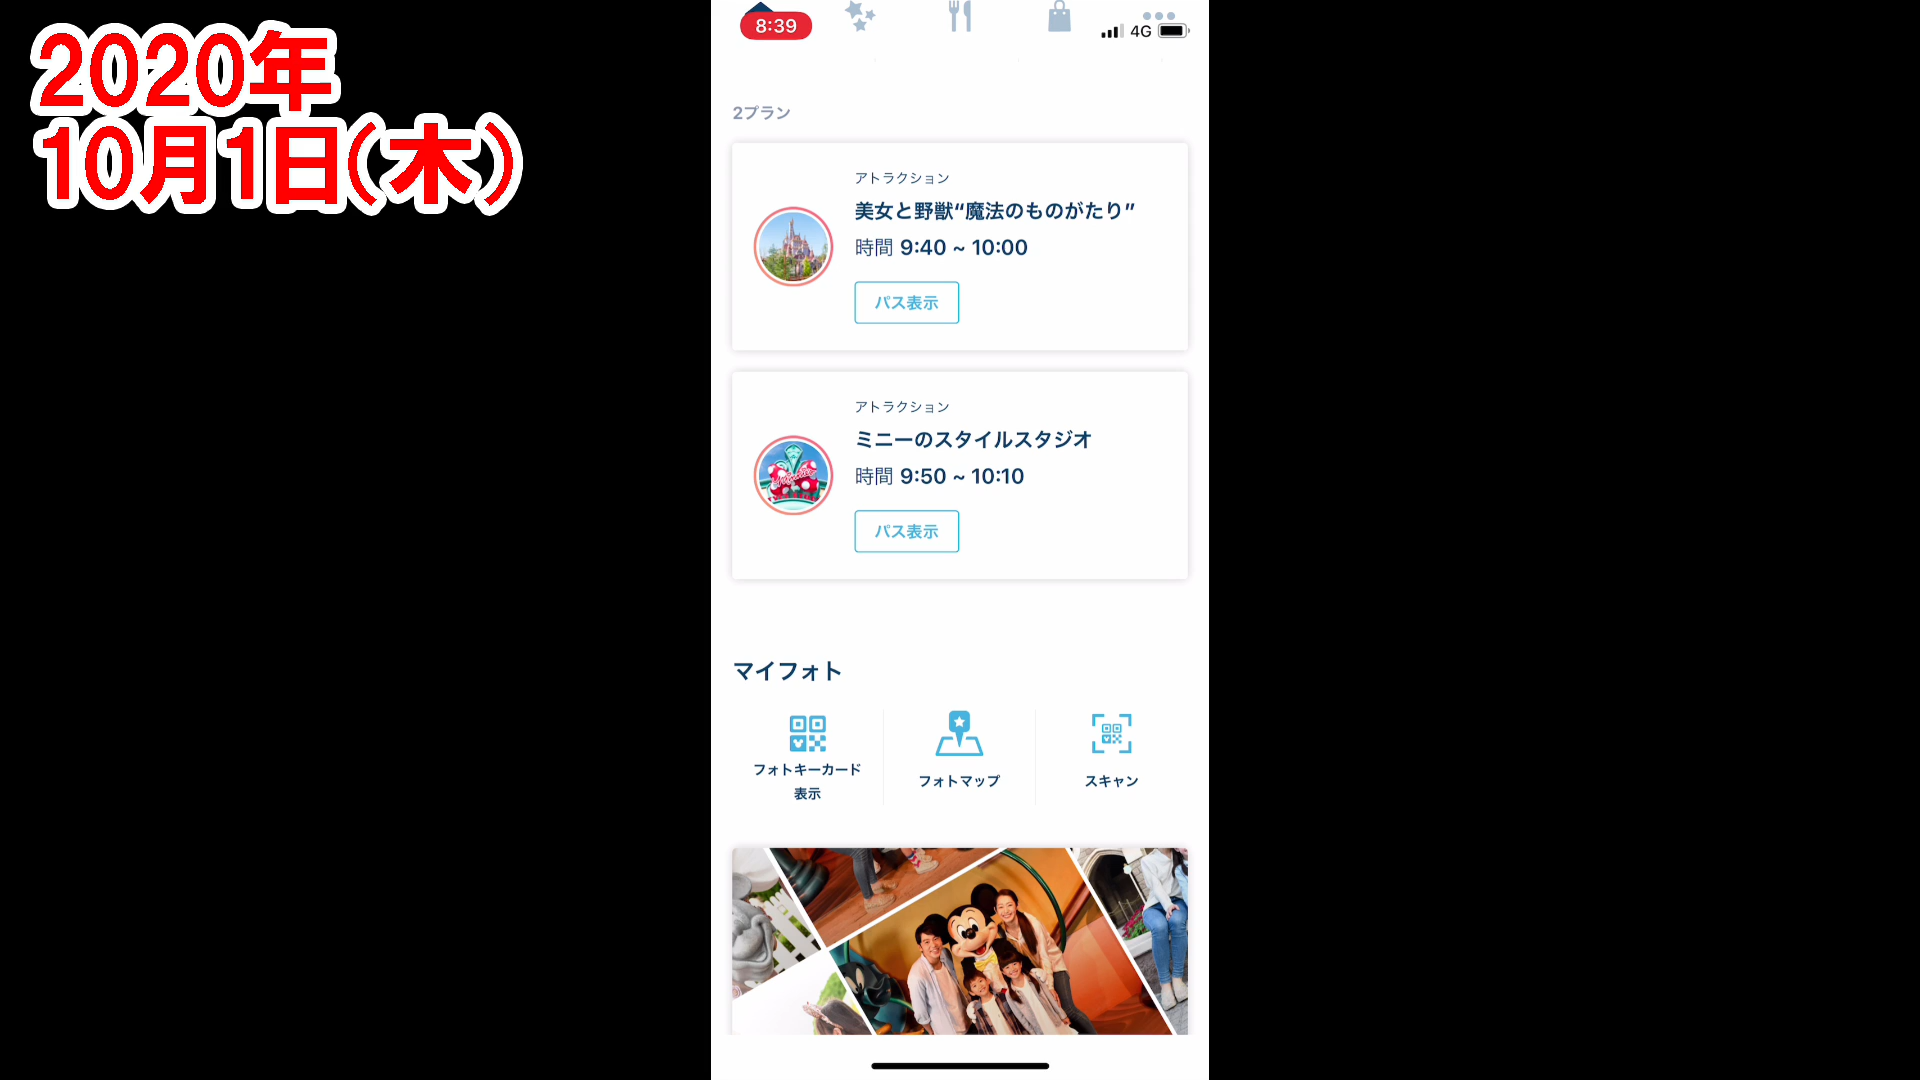 2020年
10月1日(木)
8:39
4G
2プラン
アトラクション
美女と野獣“魔法のものがたり”
時間 9:40 ~ 10:00
パス表示
アトラクション
ミニーのスタイルスタジオ
時間 9:50 ~ 10:10
パス表示
マイフォト
フォトキーカード
表示
フォトマップ
スキャン